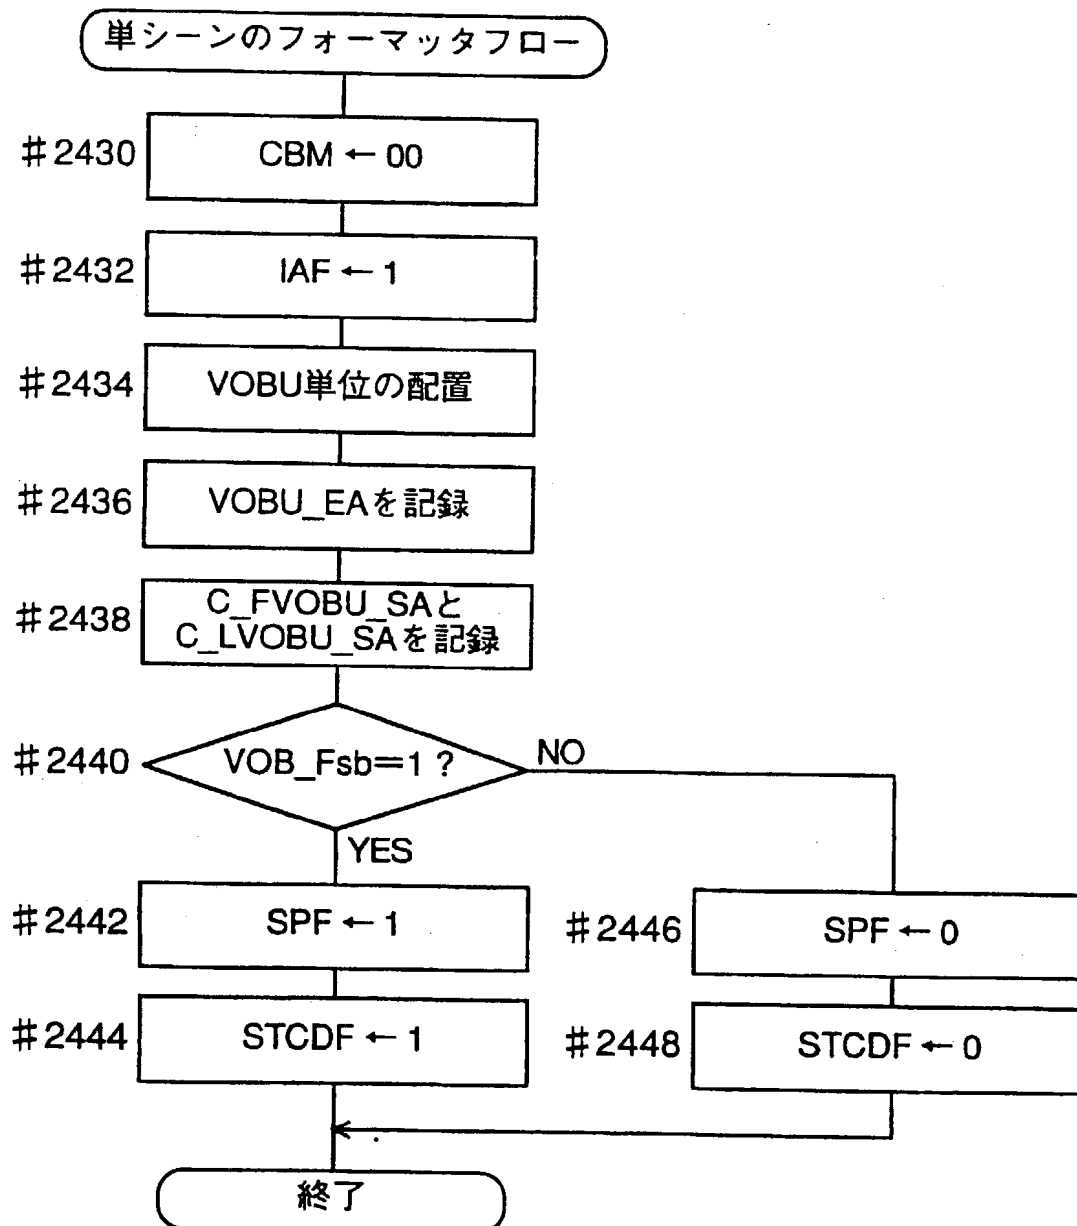 単シーンのフォーマッタフロー
#2430
CBM ← 00
#2432
IAF ← 1
#2434
VOBU単位の配置
#2436
VOBU_EAを記録
#2438
C_FVOBU_SAと
C_LVOBU_SAを記録
#2440
VOB_Fsb=1 ?
NO
YES
#2442
SPF ← 1
#2446
SPF ← 0
#2444
STCDF ← 1
#2448
STCDF ← 0
終了